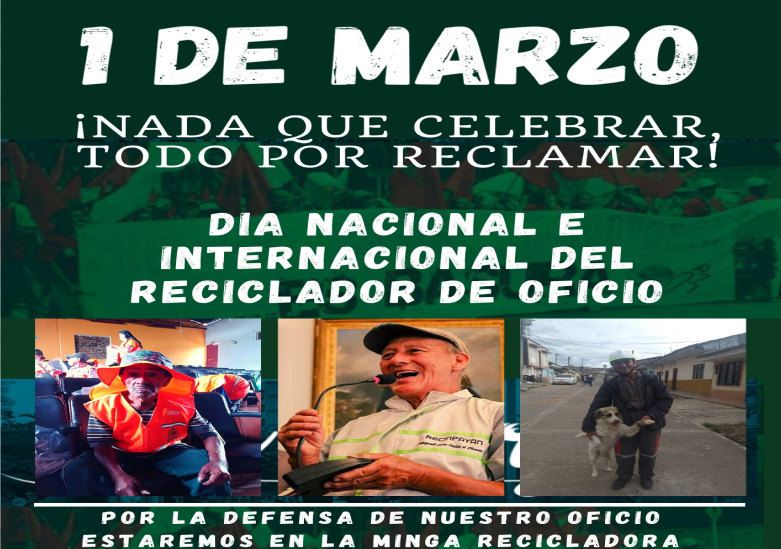 1 DE MARZO
¡NADA QUE CELEBRAR,
TODO POR RECLAMAR!
DIA NACIONAL E
INTERNACIONAL DEL
RECICLADOR DE OFICIO
RECINPAYAN
POR LA DEFENSA DE NUESTRO OFICIO
ESTAREMOS EN LA MINGA RECICLADORA